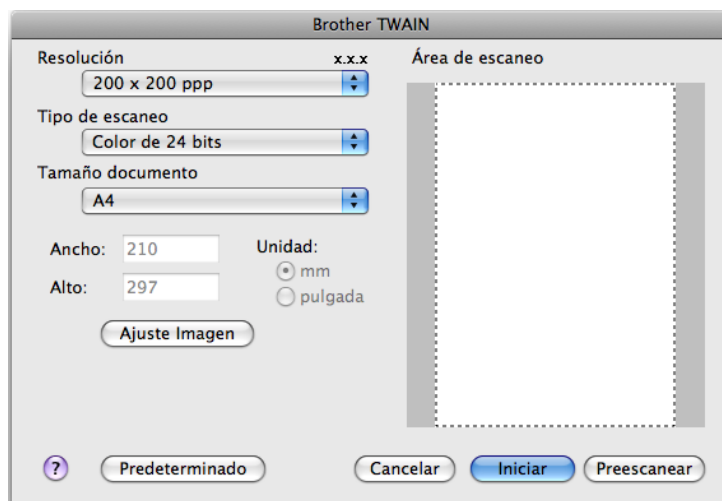 Brother TWAIN
Resolución x.x.x
200 x 200 ppp
Tipo de escaneo
Color de 24 bits
Tamaño documento
A4
Ancho: 210
Alto: 297
Unidad:
mm
pulgada
Ajuste Imagen
Área de escaneo
? Predeterminado Cancelar Iniciar Preescanear